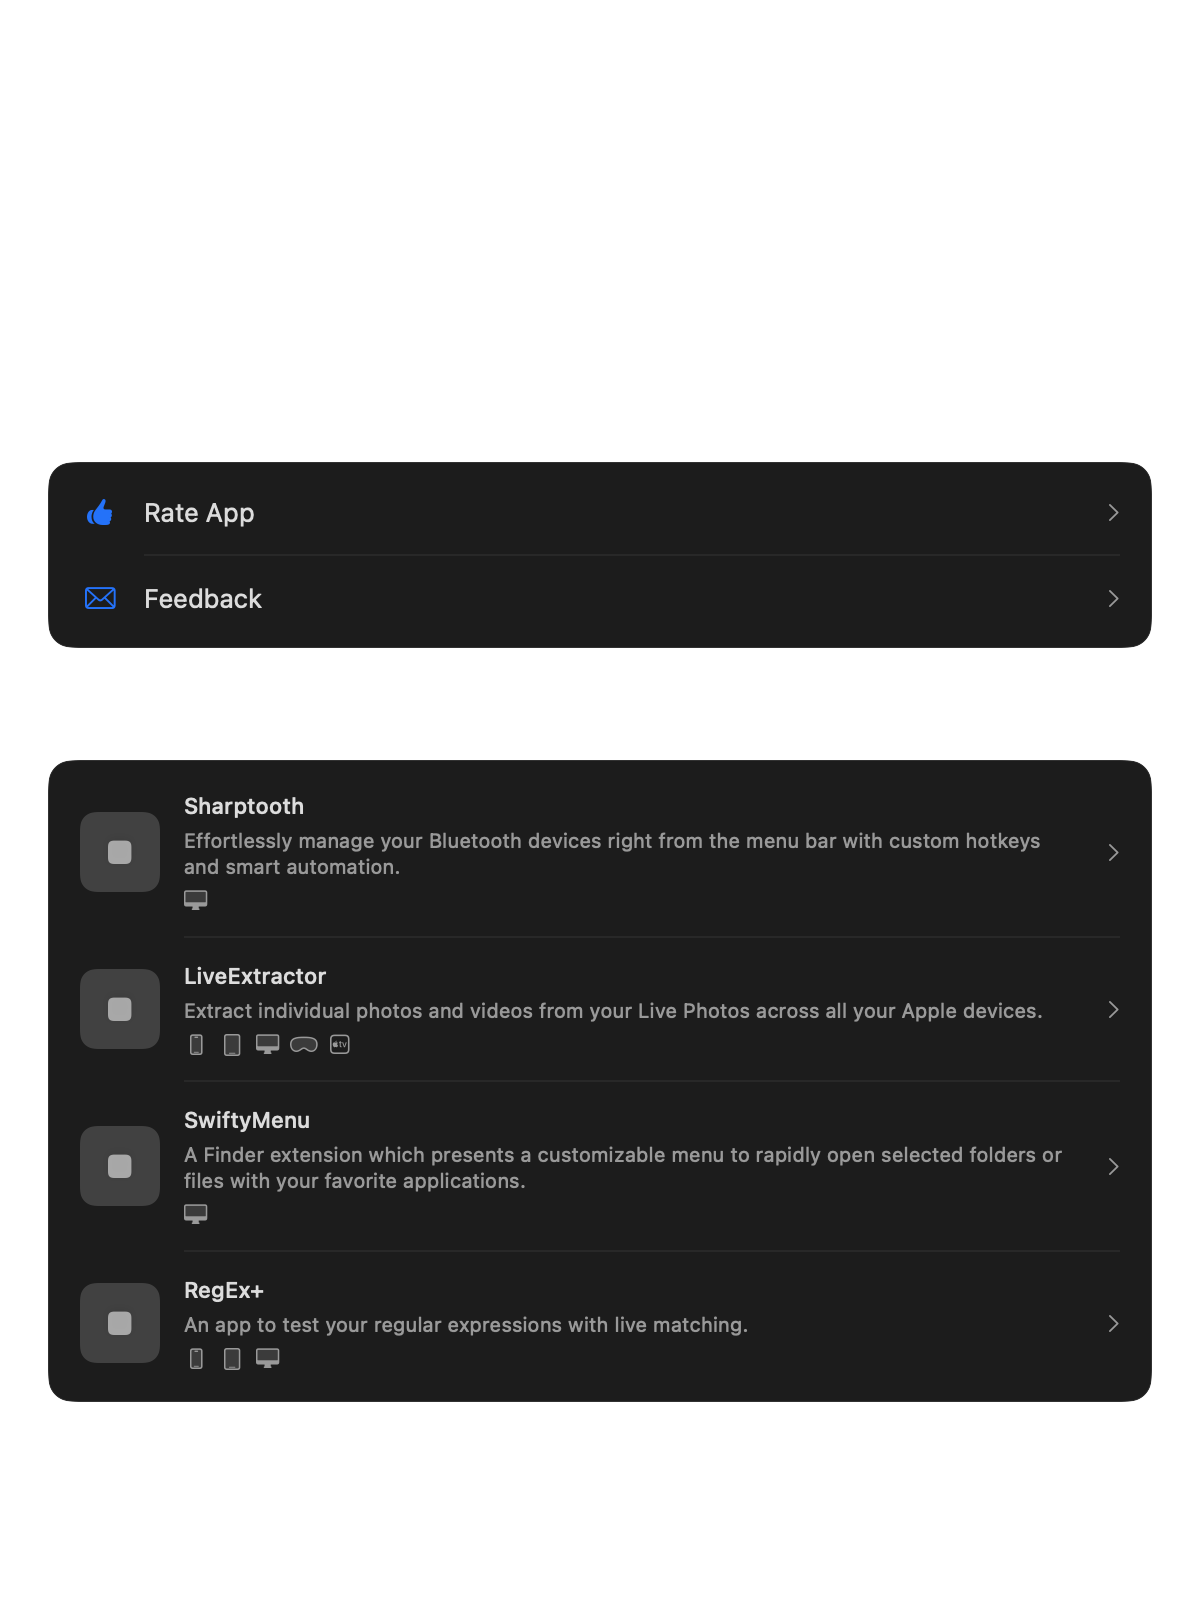 Rate App
Feedback
Sharptooth
Effortlessly manage your Bluetooth devices right from the menu bar with custom hotkeys
and smart automation.
LiveExtractor
Extract individual photos and videos from your Live Photos across all your Apple devices.
tv
SwiftyMenu
A Finder extension which presents a customizable menu to rapidly open selected folders or
files with your favorite applications.
RegEx+
An app to test your regular expressions with live matching.